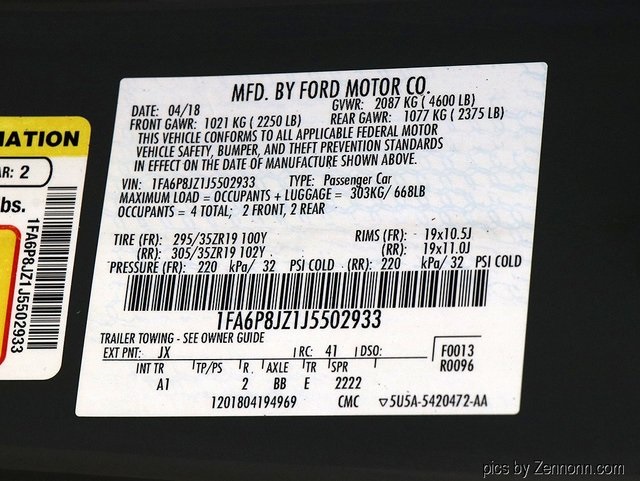 MFD. BY FORD MOTOR CO.
DATE: 04/18 GVWR: 2087 KG ( 4600 LB)
FRONT GAWR: 1021 KG ( 2250 LB) REAR GAWR: 1077 KG ( 2375 LB)
THIS VEHICLE CONFORMS TO ALL APPLICABLE FEDERAL MOTOR
VEHICLE SAFETY, BUMPER, AND THEFT PREVENTION STANDARDS
IN EFFECT ON THE DATE OF MANUFACTURE SHOWN ABOVE.
VIN: 1FA6P8JZ1J5502933 TYPE: Passenger Car
MAXIMUM LOAD = OCCUPANTS + LUGGAGE = 303KG/ 668LB
OCCUPANTS = 4 TOTAL; 2 FRONT, 2 REAR
TIRE (FR): 295/35ZR19 100Y RIMS (FR): 19x10.5J
(RR): 305/35ZR19 102Y (RR): 19x11.0J
PRESSURE (FR): 220 kPa/ 32 PSI COLD (RR): 220 kPa/ 32 PSI COLD
1FA6P8JZ1J5502933
TRAILER TOWING - SEE OWNER GUIDE
EXT PNT: JX RC: 41 DSO: F0013
R0096
INT TR TP/PS R AXLE TR SPR
A1 2 BB E 2222
1201804194969 CMC ▽5U5A-5420472-AA
MATION
AR: 2
bs.
1FA6P8JZ1J5502933
pics by Zennonn.com